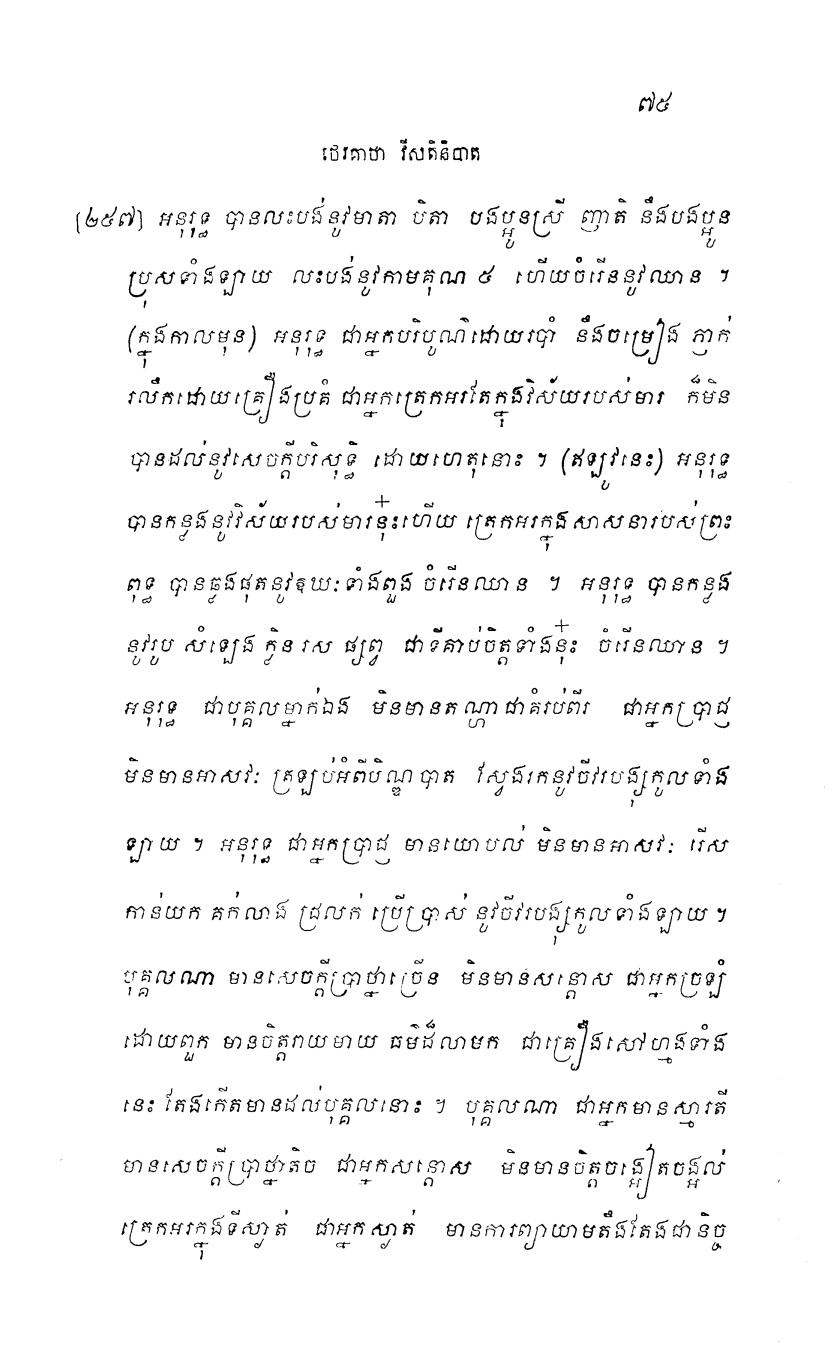 ៧៥
ថេរគាថា វីសតិនិបាត
[២៥៧] អនុរុទ្ធ បានលះបង់នូវមាតា បិតា បងប្អូនស្រី ញាតិ នឹងបងប្អូន
ប្រុសទាំងឡាយ លះបង់នូវកាមគុណ ៥ ហើយចំរើននូវឈាន ។
(ក្នុងកាលមុន) អនុរុទ្ធ ជាអ្នកបរិបូណ៌ដោយរបាំ នឹងចម្រៀង ភ្ញាក់
រលឹកដោយគ្រឿងប្រគំ ជាអ្នកត្រេកអរតែក្នុងវិស័យរបស់មារ ក៏មិន
បានដល់នូវសេចក្តីបរិសុទ្ធិ ដោយហេតុនោះ ។ (ឥឡូវនេះ) អនុរុទ្ធ
បានកន្លងនូវវិស័យរបស់មារនុ៎ះហើយ ត្រេកអរក្នុងសាសនារបស់ព្រះ
ពុទ្ធ បានឆ្លងផុតនូវឱឃៈទាំងពួង ចំរើនឈាន ។ អនុរុទ្ធ បានកន្លង
នូវរូប សំឡេង ក្លិន រស ផ្សព្វ ជាទីគាប់ចិត្តទាំងនុ៎ះ ចំរើនឈាន ។
អនុរុទ្ធ ជាបុគ្គលម្នាក់ឯង មិនមានតណ្ហាជាគំរប់ពីរ ជាអ្នកប្រាជ្ញ
មិនមានអាសវៈ ត្រឡប់អំពីបិណ្ឌបាត ស្វែងរកនូវចីវរបង្សុកូលទាំង
ឡាយ ។ អនុរុទ្ធ ជាអ្នកប្រាជ្ញ មានយោបល់ មិនមានអាសវៈ រើស
កាន់យក គក់លាង ជ្រលក់ ប្រើប្រាស់ នូវចីវរបង្សុកូលទាំងឡាយ ។
បុគ្គលណា មានសេចក្តីប្រាថ្នាច្រើន មិនមានសន្តោស ជាអ្នកច្រឡំ
ដោយពួក មានចិត្តរាយមាយ ធម៌ដ៏លាមក ជាគ្រឿងសៅហ្មងទាំង
នេះ តែងកើតមានដល់បុគ្គលនោះ ។ បុគ្គលណា ជាអ្នកមានស្មារតី
មានសេចក្តីប្រាថ្នាតិច ជាអ្នកសន្តោស មិនមានចិត្តចង្អៀតចង្អល់
ត្រេកអរក្នុងទីស្ងាត់ ជាអ្នកស្ងាត់ មានការព្យាយាមតឹងតែងជានិច្ច